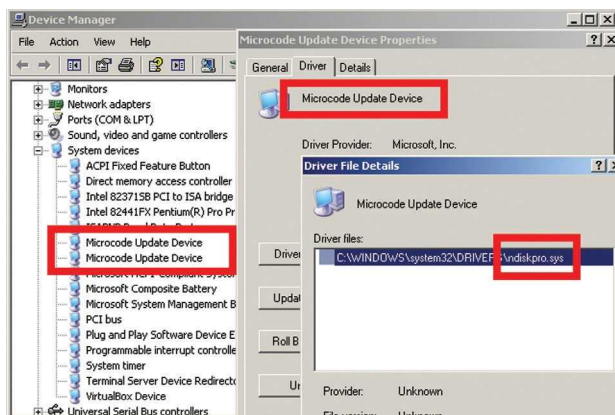 Device Manager
File Action View Help
Monitors
Network adapters
Ports (COM & LPT)
Sound, video and game controllers
System devices
ACPI Fixed Feature Button
Direct memory access controller
Intel 82371SB PCI to ISA bridge
Intel 82441FX Pentium(R) Pro Pr
Microcode Update Device
Microcode Update Device
Microsoft Composite Battery
Microsoft System Management B
PCI bus
Plug and Play Software Device E
Programmable interrupt controlle
System timer
Terminal Server Device Redirecto
VirtualBox Device
Universal Serial Bus controllers
Microcode Update Device Properties
General Driver Details
Microcode Update Device
Driver Provider: Microsoft, Inc.
Driver
Updat
Roll B
Un
Driver File Details
Microcode Update Device
Driver files:
C:\WINDOWS\system32\DRIVERS\ndiskpro.sys
Provider: Unknown
File version: Unknown